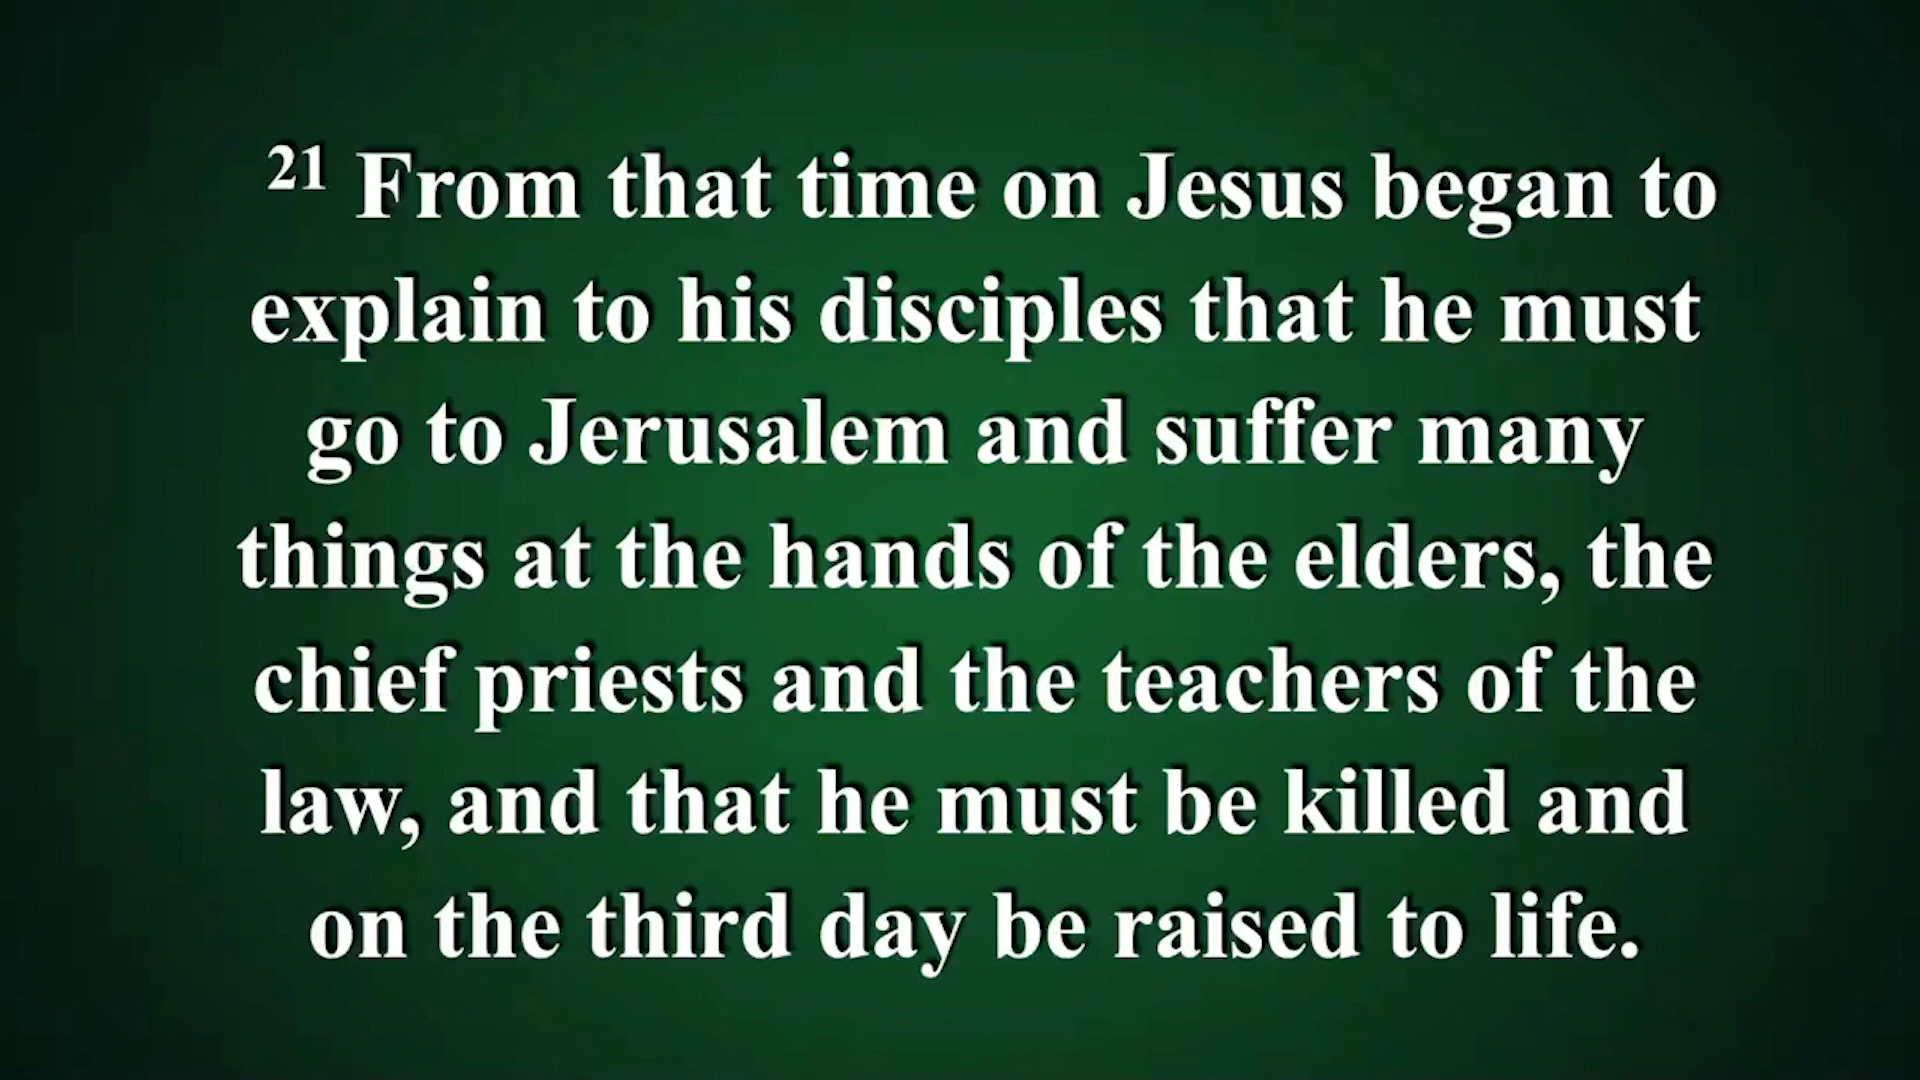 21 From that time on Jesus began to
explain to his disciples that he must
go to Jerusalem and suffer many
things at the hands of the elders, the
chief priests and the teachers of the
law, and that he must be killed and
on the third day be raised to life.